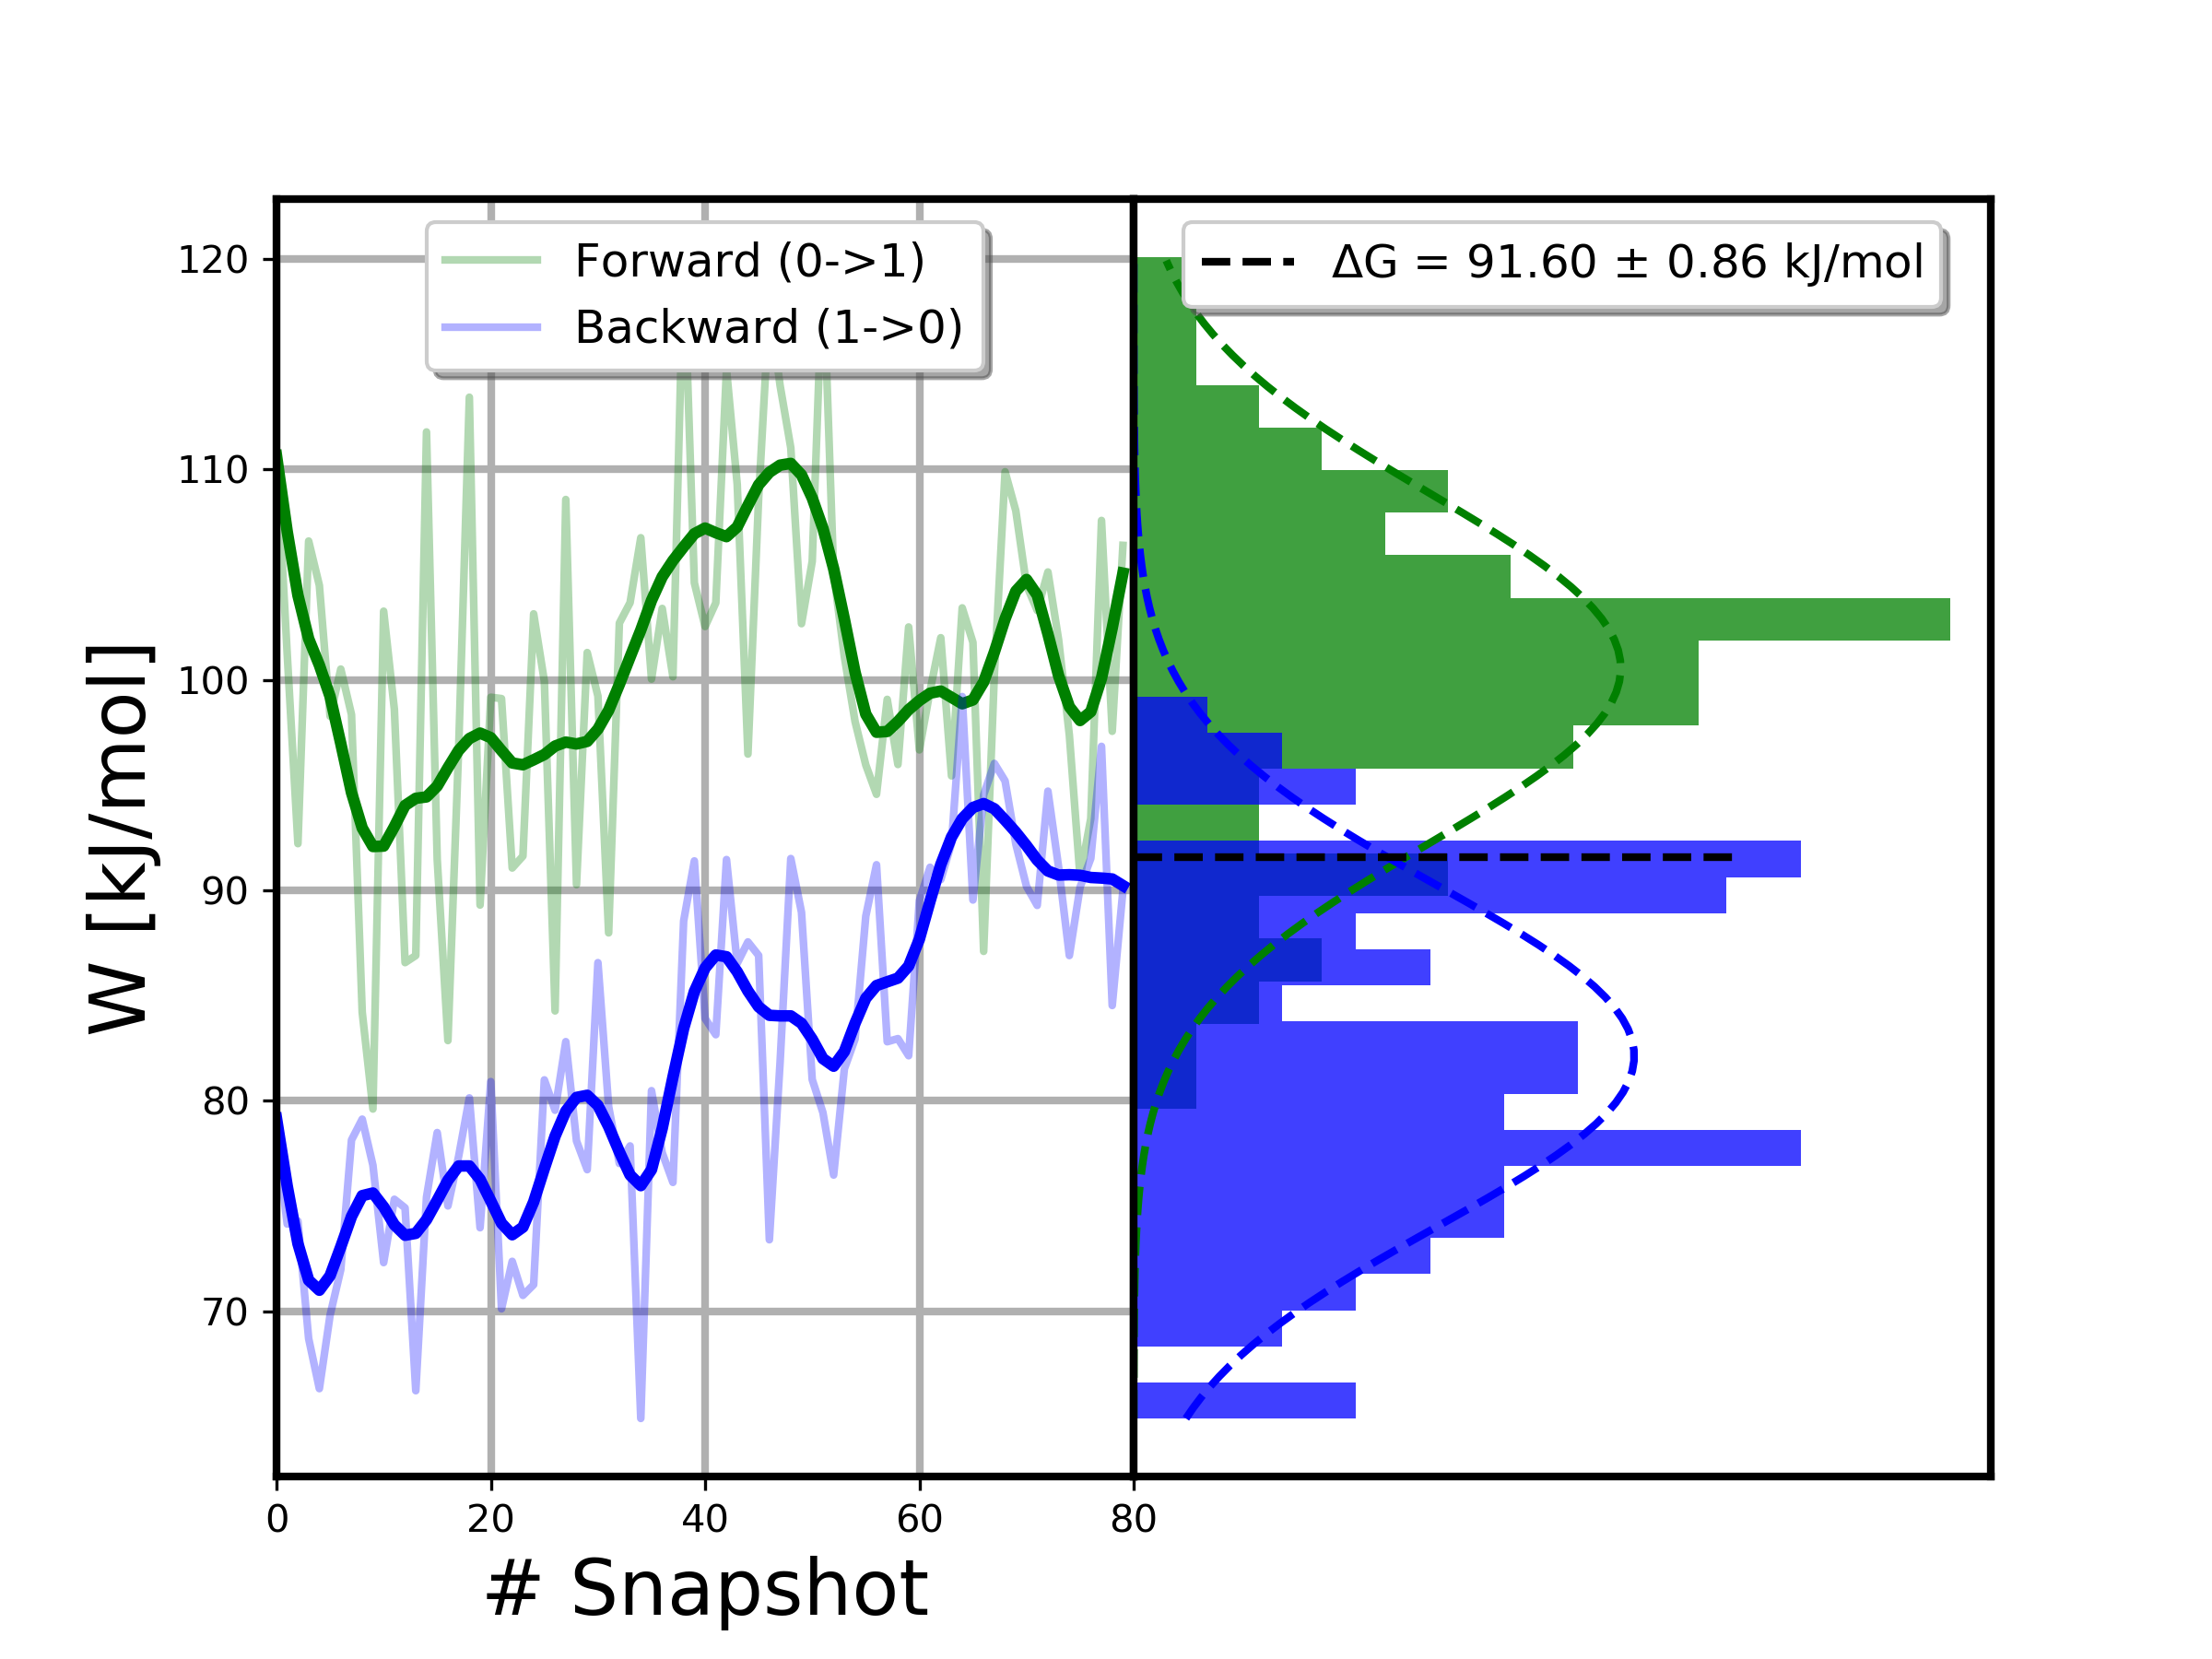 Forward (0->1)
Backward (1->0)
ΔG = 91.60 ± 0.86 kJ/mol
W [kJ/mol]
120
110
100
90
80
70
0
20
40
60
80
# Snapshot